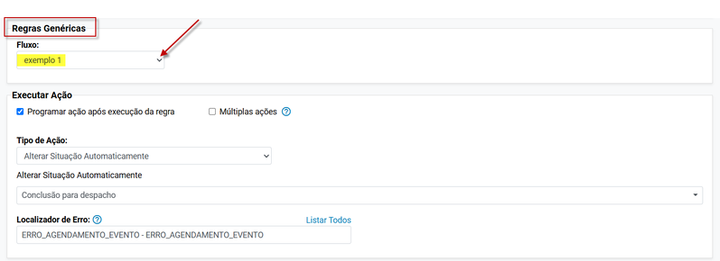 Regras Genéricas
Fluxo:
exemplo 1
Executar Ação
Programar ação após execução da regra
Múltiplas ações ?
Tipo de Ação:
Alterar Situação Automaticamente
Alterar Situação Automaticamente
Conclusão para despacho
Localizador de Erro: ?
Listar Todos
ERRO_AGENDAMENTO_EVENTO - ERRO_AGENDAMENTO_EVENTO